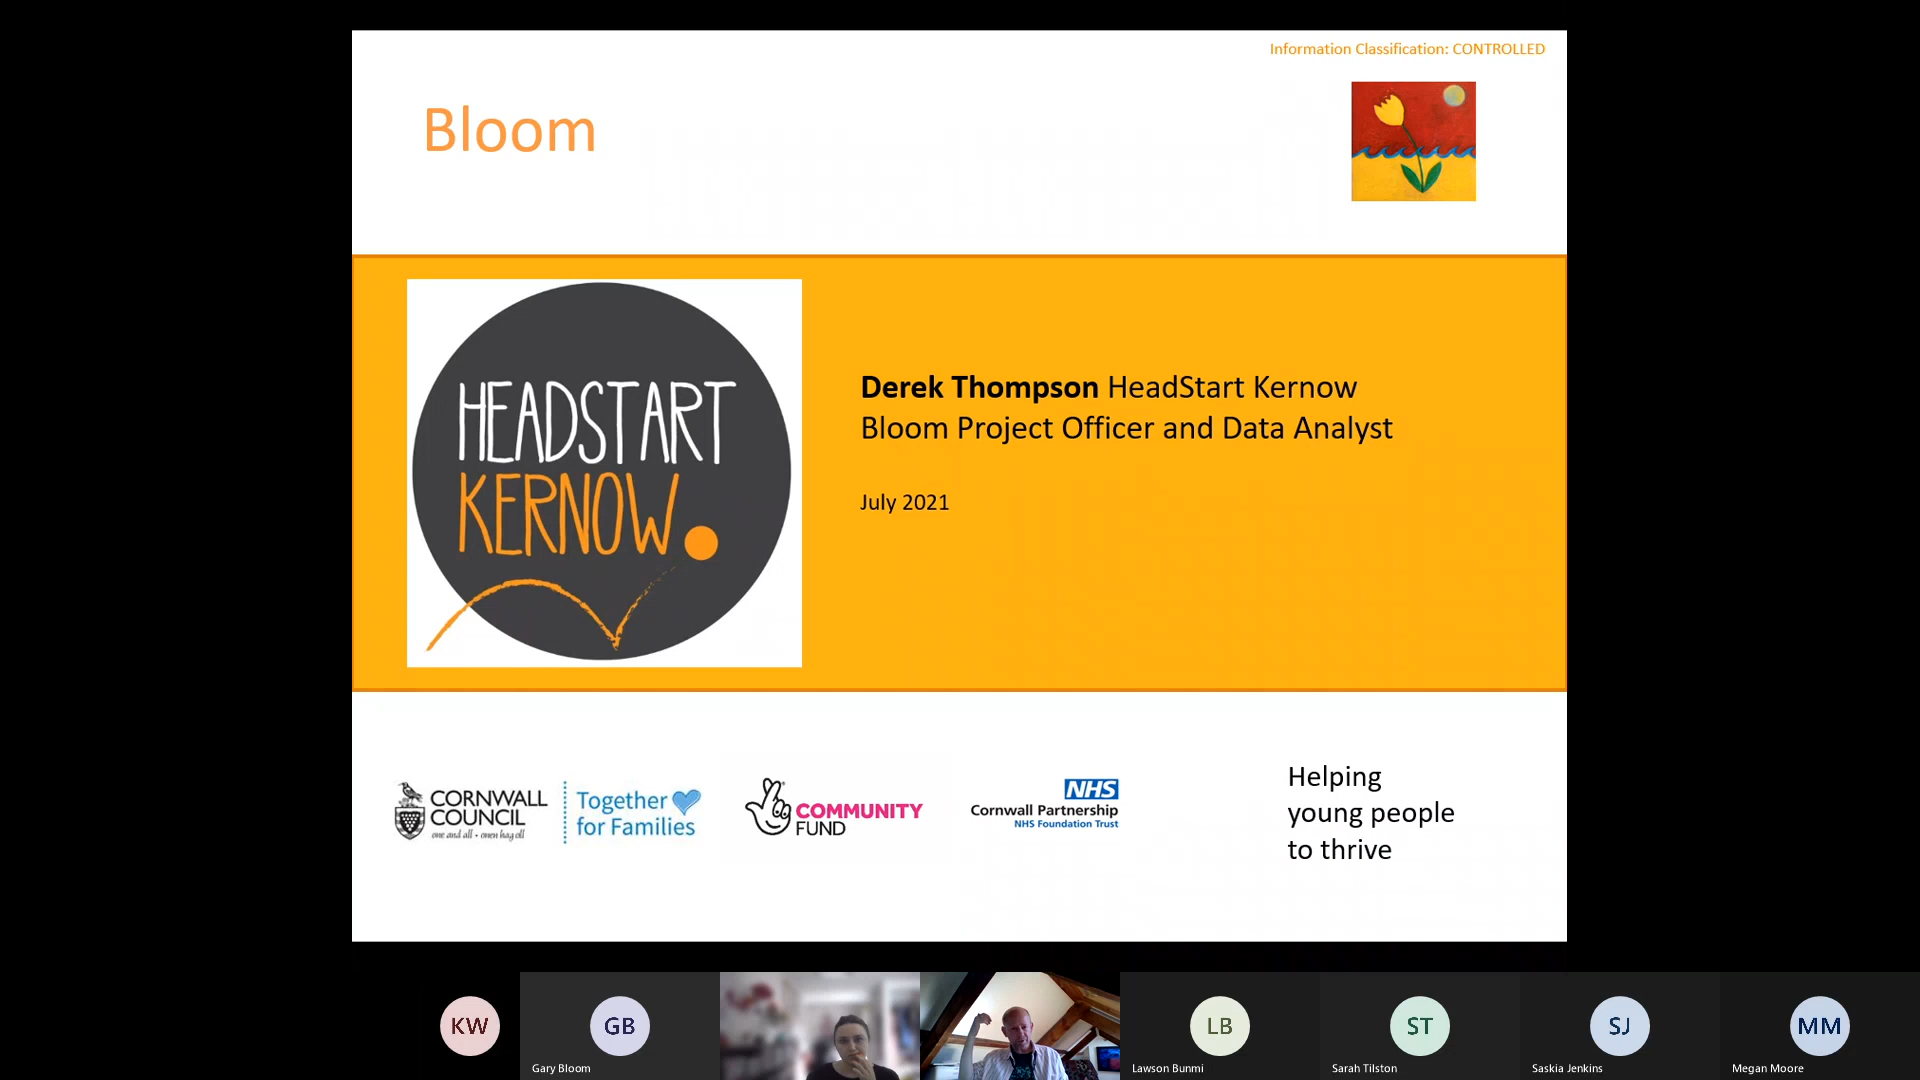 Information Classification: CONTROLLED
Bloom
HEADSTART
KERNOW.
Derek Thompson HeadStart Kernow
Bloom Project Officer and Data Analyst
July 2021
CORNWALL
COUNCIL
one and all • onen hag oll
Together
for Families
COMMUNITY
FUND
NHS
Cornwall Partnership
NHS Foundation Trust
Helping
young people
to thrive
KW
GB
Gary Bloom
LB
Lawson Bunmi
ST
Sarah Tilston
SJ
Saskia Jenkins
MM
Megan Moore